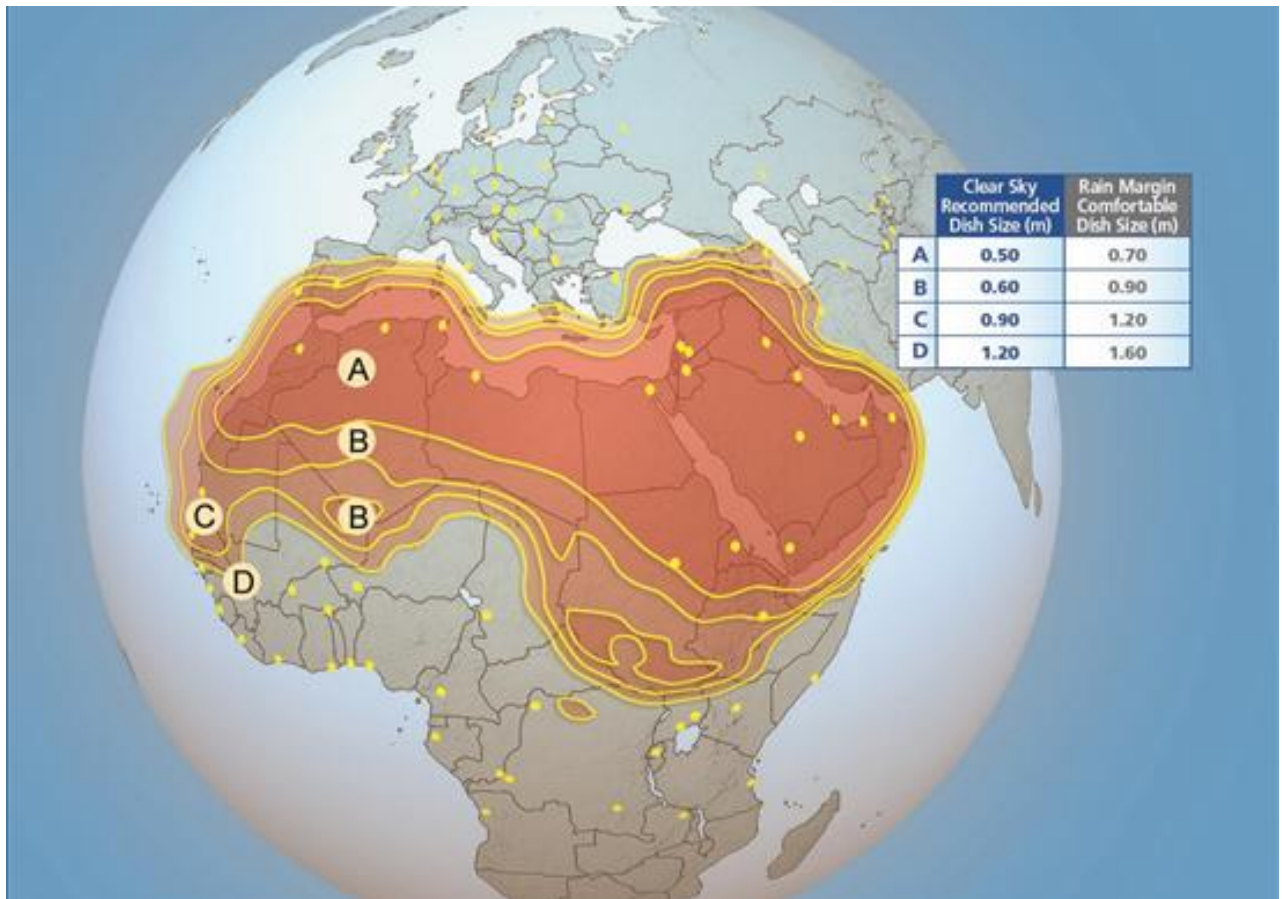 Clear Sky
Recommended
Dish Size (m)
Rain Margin
Comfortable
Dish Size (m)
A 0.50 0.70
B 0.60 0.90
C 0.90 1.20
D 1.20 1.60
A
B
C
B
D